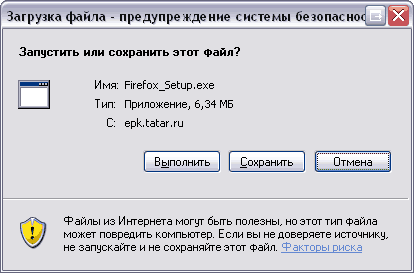 Загрузка файла - предупреждение системы безопаснос
Запустить или сохранить этот файл?
Имя: Firefox_Setup.exe
Тип: Приложение, 6,34 МБ
С: epk.tatar.ru
Выполнить Сохранить Отмена
Файлы из Интернета могут быть полезны, но этот тип файла
может повредить компьютер. Если вы не доверяете источнику,
не запускайте и не сохраняйте этот файл. Факторы риска